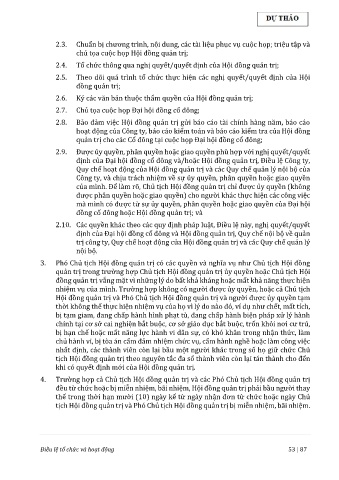 DỰ THẢO
2.3. Chuẩn bị chương trình, nội dung, các tài liệu phục vụ cuộc họp; triệu tập và
chủ tọa cuộc họp Hội đồng quản trị;
2.4. Tổ chức thông qua nghị quyết/quyết định của Hội đồng quản trị;
2.5. Theo dõi quá trình tổ chức thực hiện các nghị quyết/quyết định của Hội
đồng quản trị;
2.6. Ký các văn bản thuộc thẩm quyền của Hội đồng quản trị;
2.7. Chủ tọa cuộc họp Đại hội đồng cổ đông;
2.8. Bảo đảm việc Hội đồng quản trị gửi báo cáo tài chính hàng năm, báo cáo
hoạt động của Công ty, báo cáo kiểm toán và báo cáo kiểm tra của Hội đồng
quản trị cho các Cổ đông tại cuộc họp Đại hội đồng cổ đông;
2.9. Được ủy quyền, phân quyền hoặc giao quyền phù hợp với nghị quyết/quyết
định của Đại hội đồng cổ đông và/hoặc Hội đồng quản trị, Điều lệ Công ty,
Quy chế hoạt động của Hội đồng quản trị và các Quy chế quản lý nội bộ của
Công ty, và chịu trách nhiệm về sự ủy quyền, phân quyền hoặc giao quyền
của mình. Để làm rõ, Chủ tịch Hội đồng quản trị chỉ được ủy quyền (không
được phân quyền hoặc giao quyền) cho người khác thực hiện các công việc
mà mình có được từ sự ủy quyền, phân quyền hoặc giao quyền của Đại hội
đồng cổ đông hoặc Hội đồng quản trị; và
2.10. Các quyền khác theo các quy định pháp luật, Điều lệ này, nghị quyết/quyết
định của Đại hội đồng cổ đông và Hội đồng quản trị, Quy chế nội bộ về quản
trị công ty, Quy chế hoạt động của Hội đồng quản trị và các Quy chế quản lý
nội bộ.
3. Phó Chủ tịch Hội đồng quản trị có các quyền và nghĩa vụ như Chủ tịch Hội đồng
quản trị trong trường hợp Chủ tịch Hội đồng quản trị ủy quyền hoặc Chủ tịch Hội
đồng quản trị vắng mặt vì những lý do bất khả kháng hoặc mất khả năng thực hiện
nhiệm vụ của mình. Trường hợp không có người được ủy quyền, hoặc cả Chủ tịch
Hội đồng quản trị và Phó Chủ tịch Hội đồng quản trị và người được ủy quyền tạm
thời không thể thực hiện nhiệm vụ của họ vì lý do nào đó, ví dụ như chết, mất tích,
bị tạm giam, đang chấp hành hình phạt tù, đang chấp hành biện pháp xử lý hành
chính tại cơ sở cai nghiện bắt buộc, cơ sở giáo dục bắt buộc, trốn khỏi nơi cư trú,
bị hạn chế hoặc mất năng lực hành vi dân sự, có khó khăn trong nhận thức, làm
chủ hành vi, bị tòa án cấm đảm nhiệm chức vụ, cấm hành nghề hoặc làm công việc
nhất định, các thành viên còn lại bầu một người khác trong số họ giữ chức Chủ
tịch Hội đồng quản trị theo nguyên tắc đa số thành viên còn lại tán thành cho đến
khi có quyết định mới của Hội đồng quản trị.
4. Trường hợp cả Chủ tịch Hội đồng quản trị và các Phó Chủ tịch Hội đồng quản trị
đều từ chức hoặc bị miễn nhiệm, bãi nhiệm, Hội đồng quản trị phải bầu người thay
thế trong thời hạn mười (10) ngày kể từ ngày nhận đơn từ chức hoặc ngày Chủ
tịch Hội đồng quản trị và Phó Chủ tịch Hội đồng quản trị bị miễn nhiệm, bãi nhiệm.
Điều lệ tổ chức và hoạt động 53 | 87